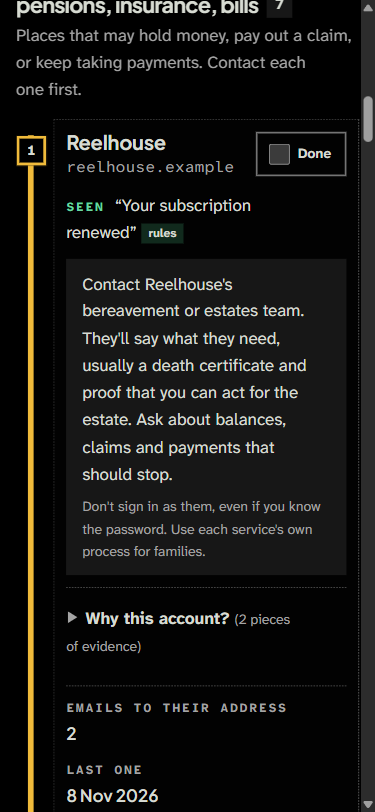 pensions, insurance, bills 7
Places that may hold money, pay out a claim,
or keep taking payments. Contact each
one first.
1
Reelhouse
reelhouse.example
Done
SEEN “Your subscription
renewed” rules
Contact Reelhouse's
bereavement or estates team.
They'll say what they need,
usually a death certificate and
proof that you can act for the
estate. Ask about balances,
claims and payments that
should stop.
Don't sign in as them, even if you know
the password. Use each service's own
process for families.
Why this account? (2 pieces
of evidence)
EMAILS TO THEIR ADDRESS
2
LAST ONE
8 Nov 2026